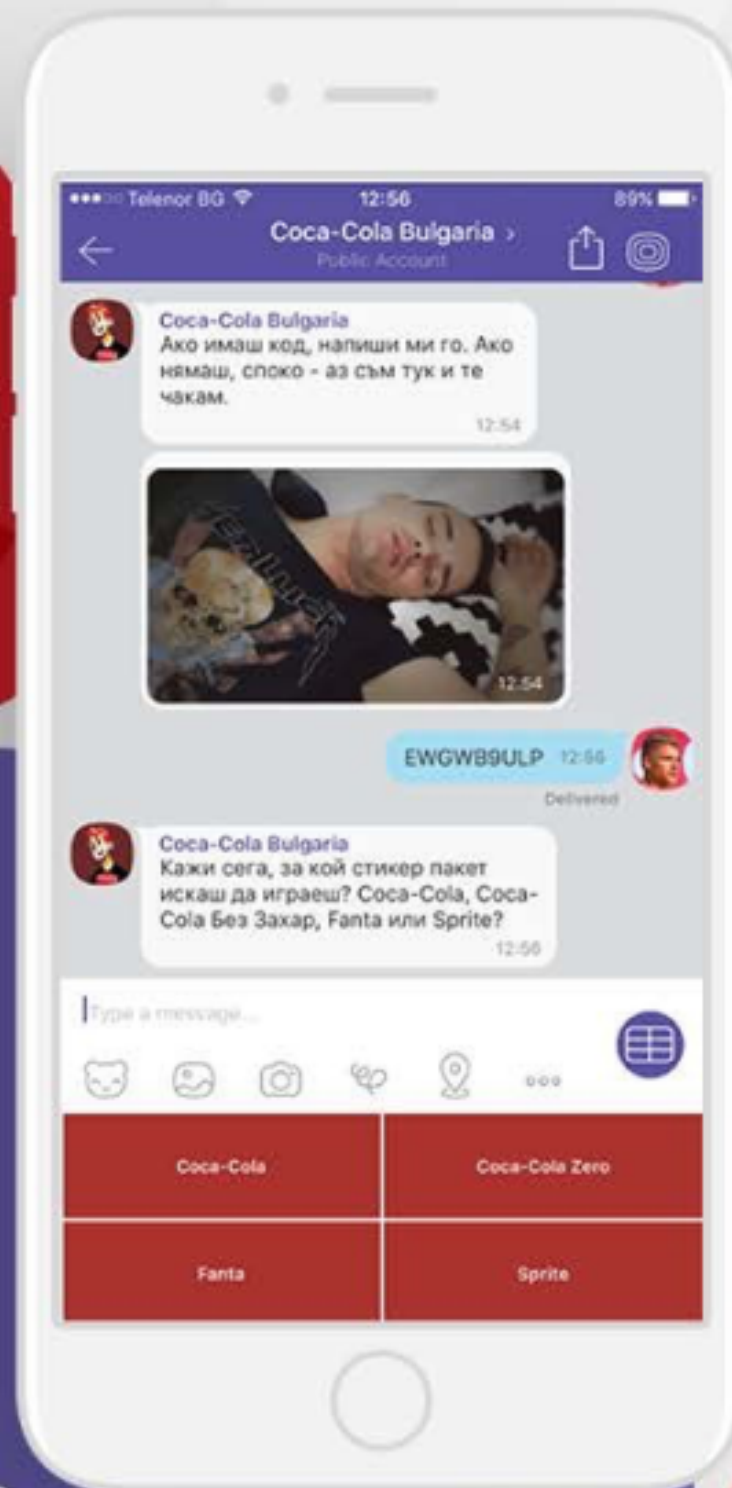 Telenor BG 12:56 89%
Coca-Cola Bulgaria
Public Account
Coca-Cola Bulgaria
Ако имаш код, напиши ми го. Ако
нямаш, споко - аз съм тук и те
чакам.
12:54
12:54
EWGWB9ULP 12:56
Delivered
Coca-Cola Bulgaria
Кажи сега, за кой стикер пакет
искаш да играеш? Coca-Cola, Coca-
Cola Без Захар, Fanta или Sprite?
12:56
Type a message...
Coca-Cola
Coca-Cola Zero
Fanta
Sprite